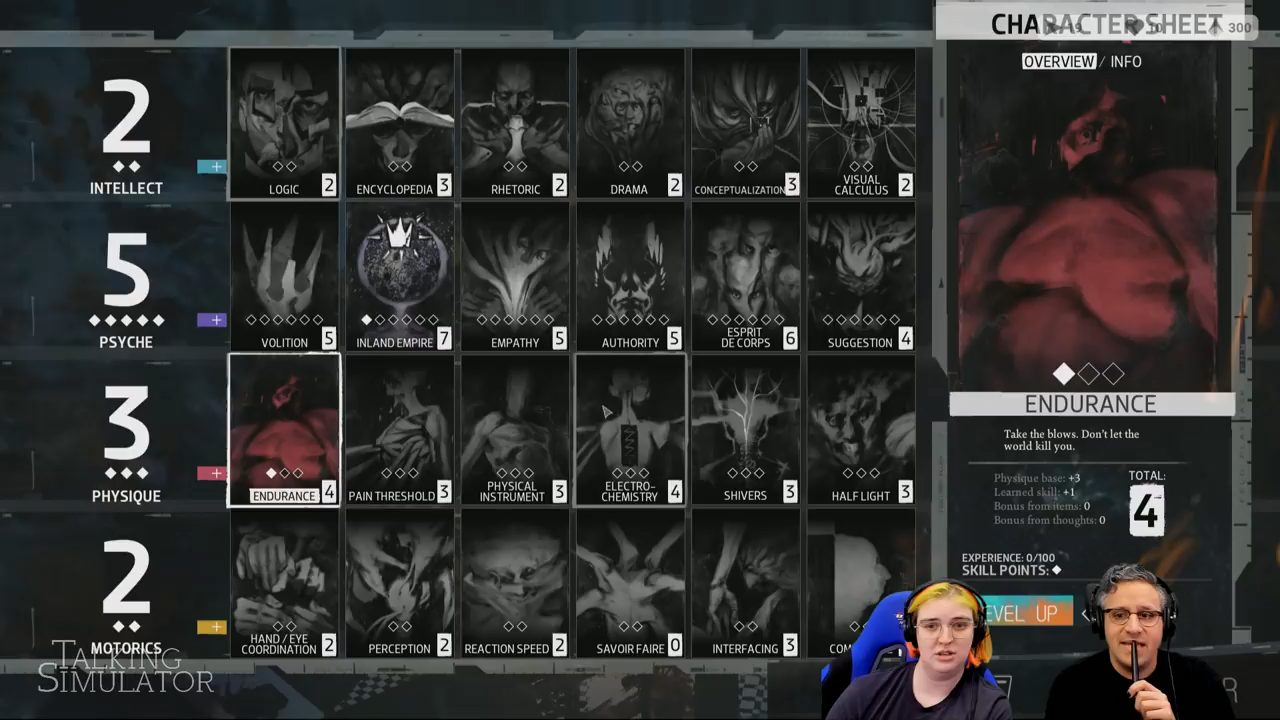 CHARACTER SHEET
300
OVERVIEW / INFO
2
INTELLECT
LOGIC 2
ENCYCLOPEDIA 3
RHETORIC 2
DRAMA 2
CONCEPTUALIZATION 3
VISUAL
CALCULUS 2
5
PSYCHE
VOLITION 5
INLAND EMPIRE 7
EMPATHY 5
AUTHORITY 5
ESPRIT
DE CORPS 6
SUGGESTION 4
3
PHYSIQUE
ENDURANCE 4
PAIN THRESHOLD 3
PHYSICAL
INSTRUMENT 3
ELECTRO-
CHEMISTRY 4
SHIVERS 3
HALF LIGHT 3
2
MOTORICS
HAND / EYE
COORDINATION 2
PERCEPTION 2
REACTION SPEED 2
SAVOIR FAIRE 0
INTERFACING 3
COM
ENDURANCE
Take the blows. Don't let the
world kill you.
Physique base: +3
Learned skill: +1
Bonus from items: 0
Bonus from thoughts: 0
TOTAL:
4
EXPERIENCE: 0/100
SKILL POINTS:
EVEL UP
TALKING
SIMULATOR